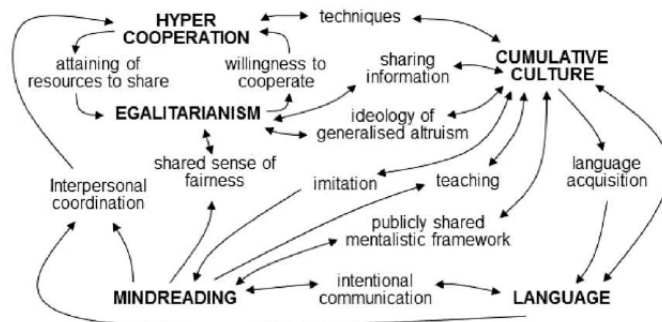 HYPER
COOPERATION
techniques
attaining of
resources to share
willingness to
cooperate
sharing
information
CUMULATIVE
CULTURE
EGALITARIANISM
ideology of
generalised altruism
shared sense of
fairness
Interpersonal
coordination
imitation
teaching
language
acquisition
publicly shared
mentalistic framework
MINDREADING
intentional
communication
LANGUAGE